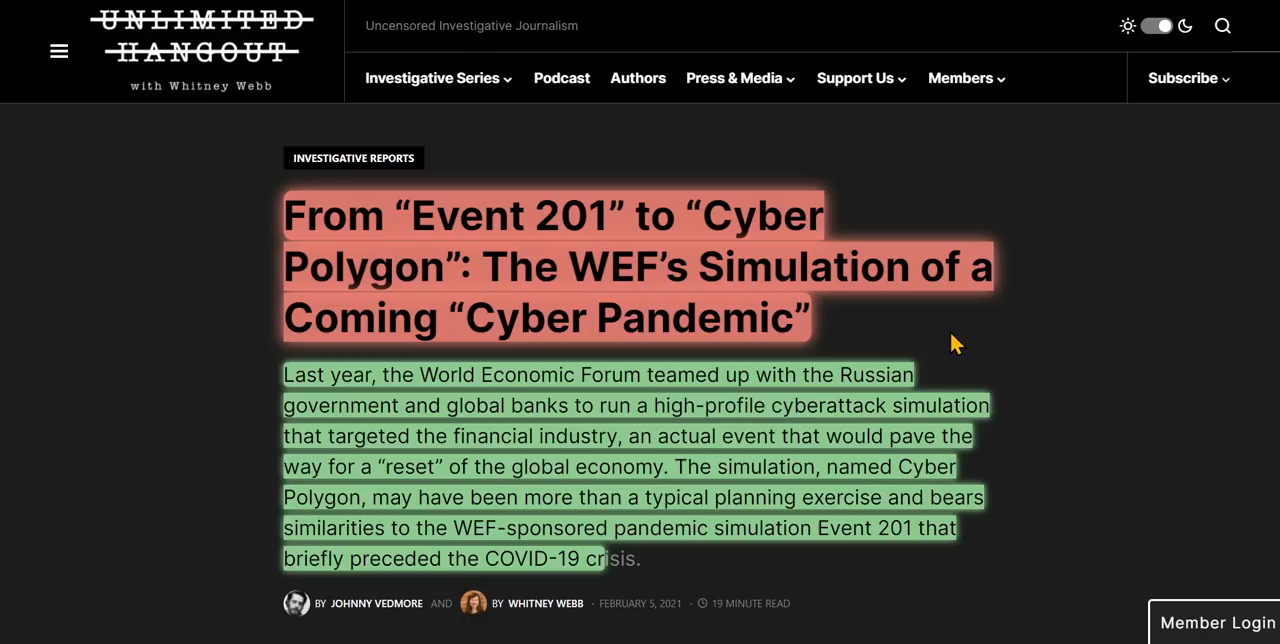 UNLIMITED
HANGOUT
with Whitney Webb
Uncensored Investigative Journalism
Investigative Series
Podcast
Authors
Press & Media
Support Us
Members
Subscribe
INVESTIGATIVE REPORTS
From “Event 201” to “Cyber
Polygon”: The WEF’s Simulation of a
Coming “Cyber Pandemic”
Last year, the World Economic Forum teamed up with the Russian
government and global banks to run a high-profile cyberattack simulation
that targeted the financial industry, an actual event that would pave the
way for a “reset” of the global economy. The simulation, named Cyber
Polygon, may have been more than a typical planning exercise and bears
similarities to the WEF-sponsored pandemic simulation Event 201 that
briefly preceded the COVID-19 crisis.
BY JOHNNY VEDMORE AND BY WHITNEY WEBB · FEBRUARY 5, 2021 · 19 MINUTE READ
Member Login